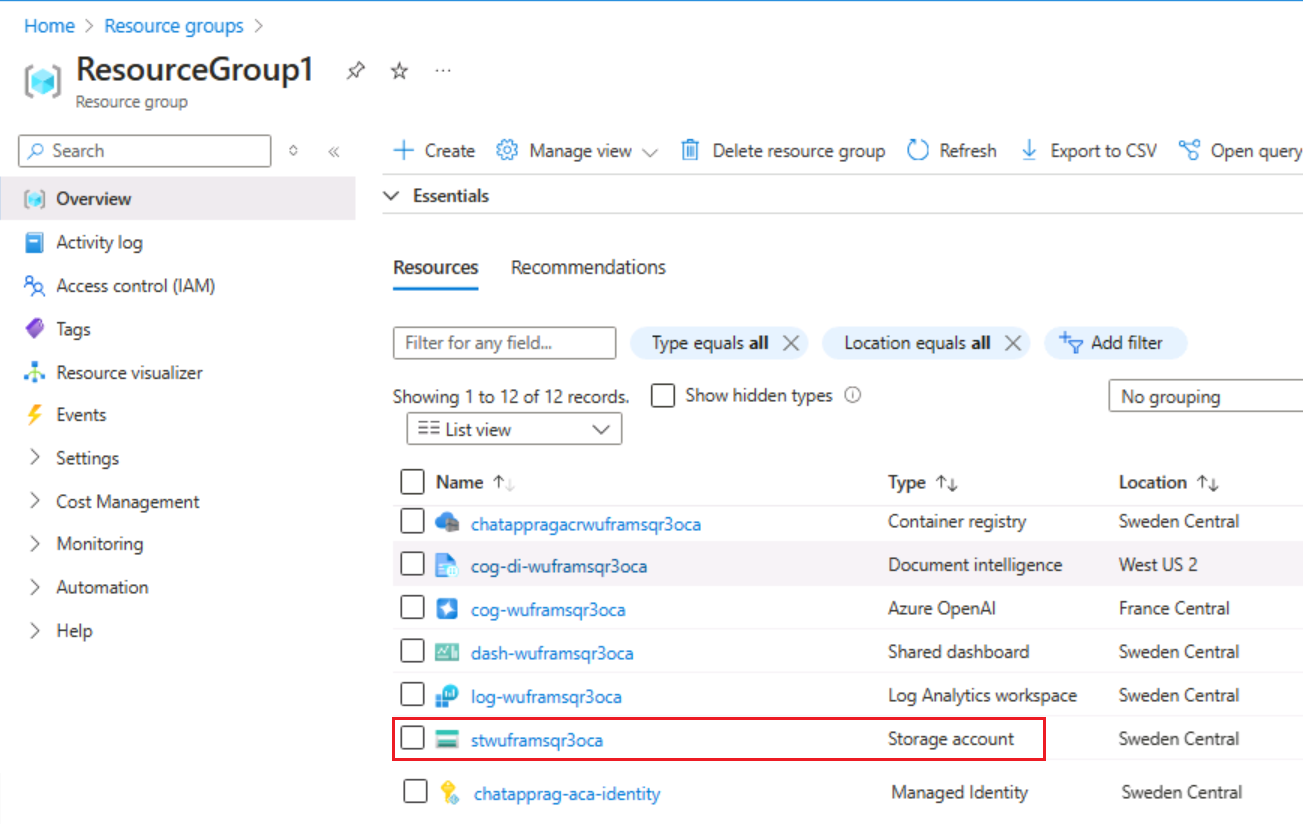 Home > Resource groups >
ResourceGroup1 ...
Resource group
Search
Create Manage view Delete resource group Refresh Export to CSV Open query
Overview
Essentials
Activity log
Access control (IAM)
Tags
Resource visualizer
Events
Settings
Cost Management
Monitoring
Automation
Help
Resources Recommendations
Filter for any field... Type equals all Location equals all Add filter
Showing 1 to 12 of 12 records. Show hidden types No grouping
List view
Name Type Location
chatappragacrwuframsqr3oca Container registry Sweden Central
cog-di-wuframsqr3oca Document intelligence West US 2
cog-wuframsqr3oca Azure OpenAI France Central
dash-wuframsqr3oca Shared dashboard Sweden Central
log-wuframsqr3oca Log Analytics workspace Sweden Central
stwuframsqr3oca Storage account Sweden Central
chatapprag-aca-identity Managed Identity Sweden Central